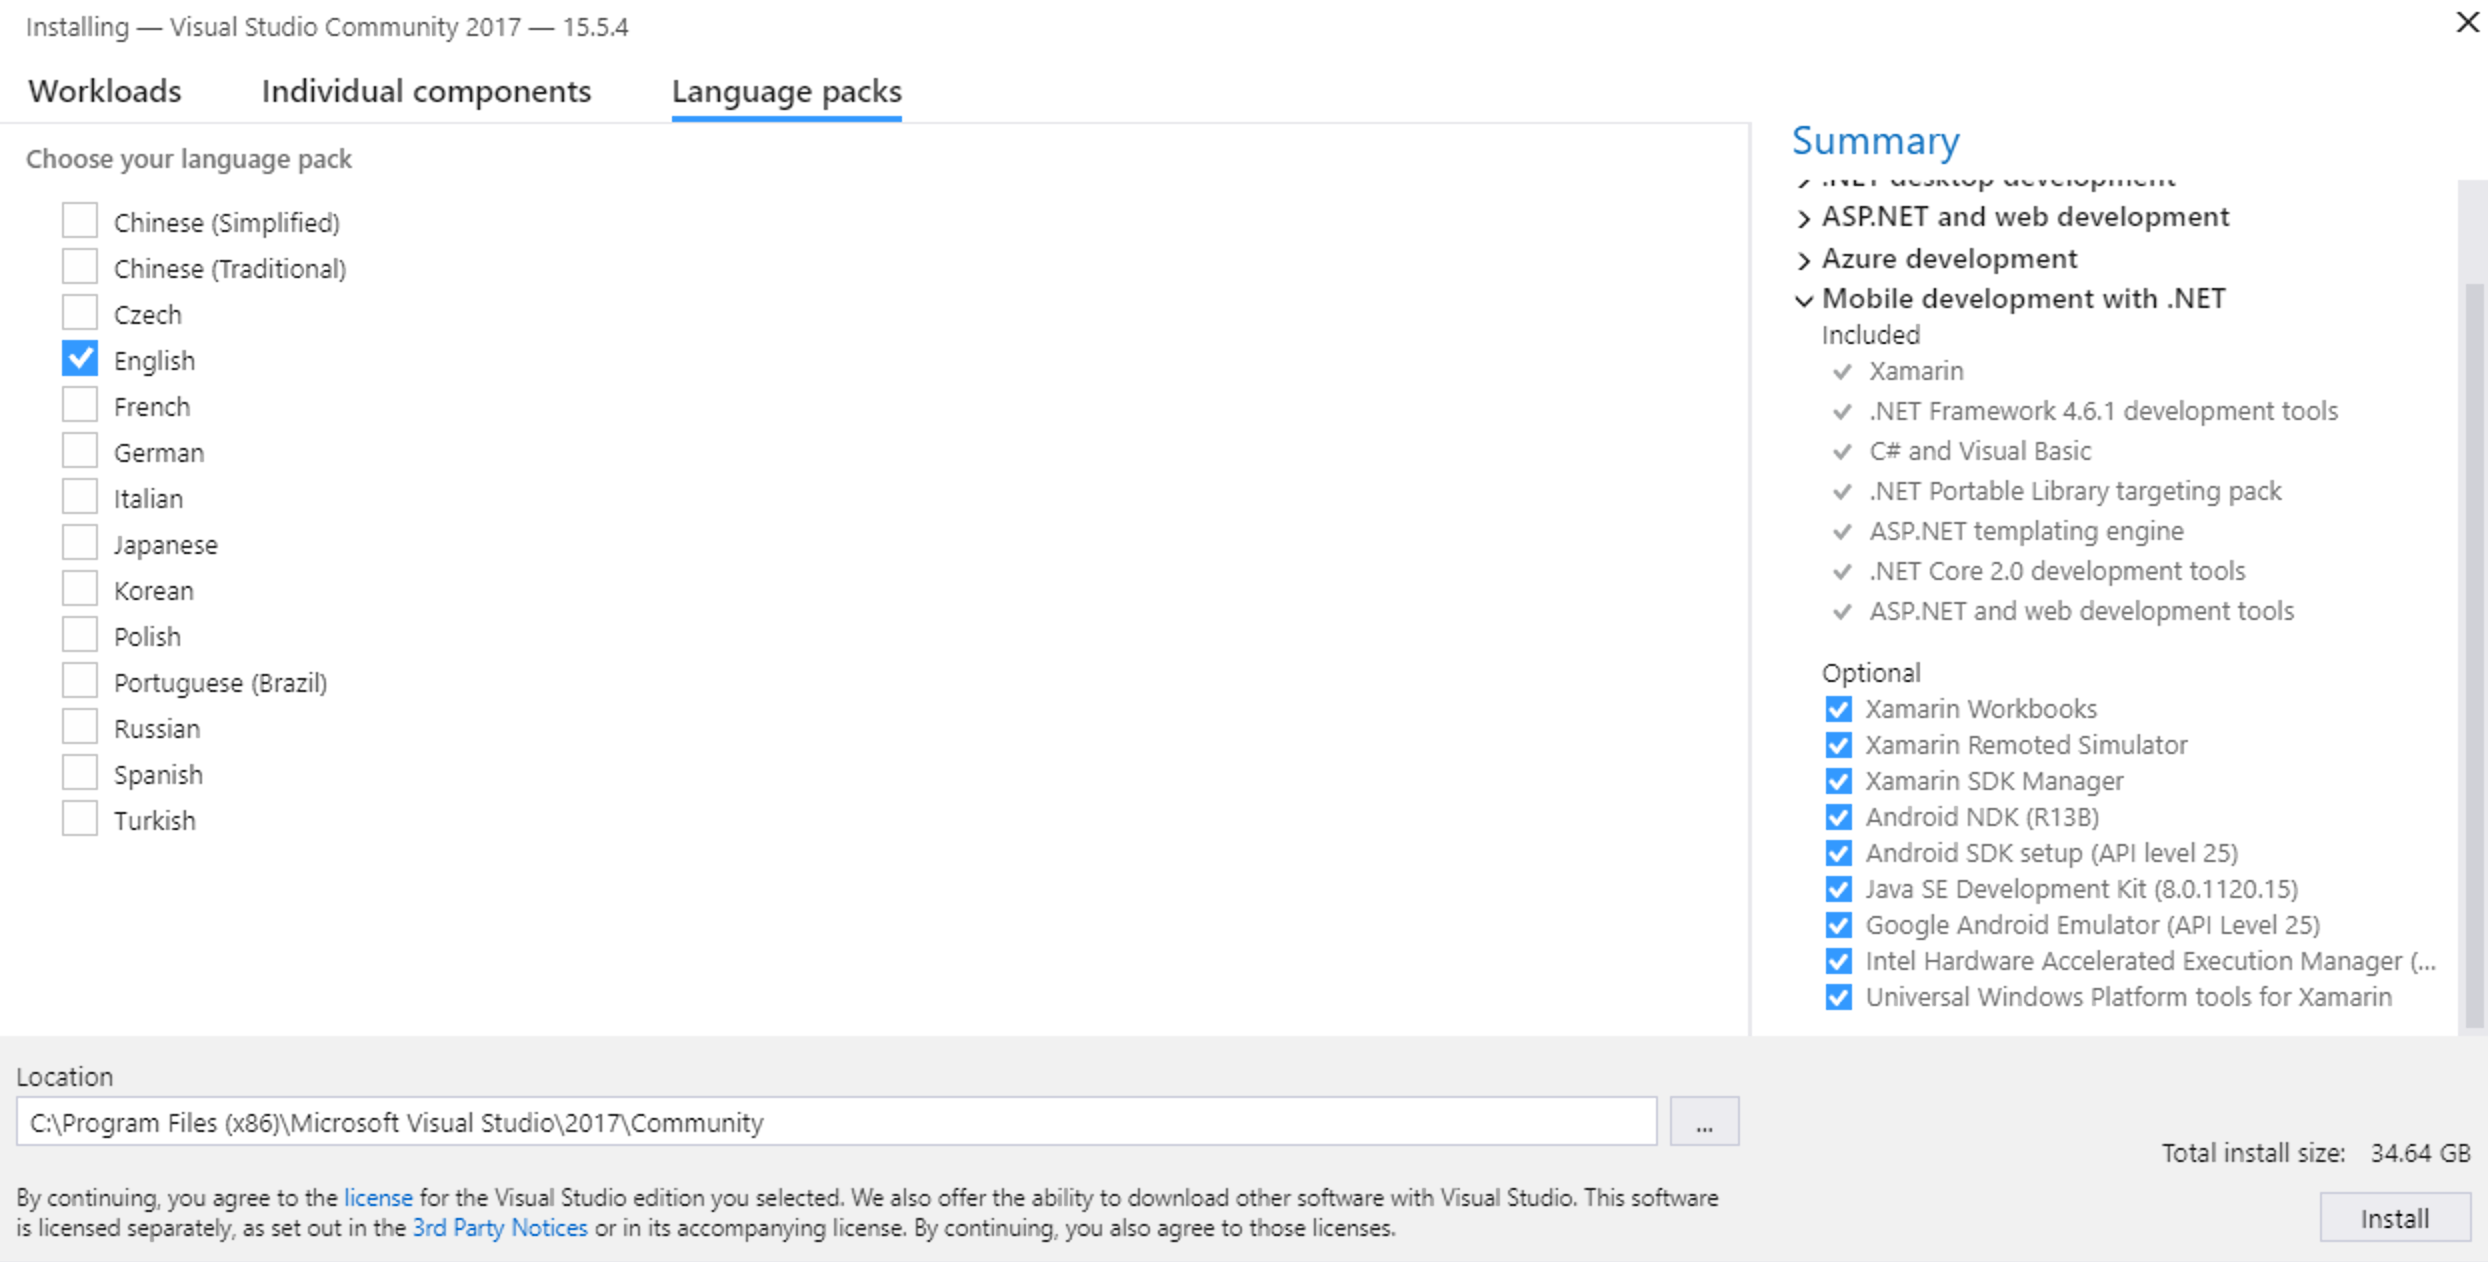 Installing — Visual Studio Community 2017 — 15.5.4
Workloads
Individual components
Language packs
Choose your language pack
Chinese (Simplified)
Chinese (Traditional)
Czech
English
French
German
Italian
Japanese
Korean
Polish
Portuguese (Brazil)
Russian
Spanish
Turkish
Summary
.NET desktop development
ASP.NET and web development
Azure development
Mobile development with .NET
Included
Xamarin
.NET Framework 4.6.1 development tools
C# and Visual Basic
.NET Portable Library targeting pack
ASP.NET templating engine
.NET Core 2.0 development tools
ASP.NET and web development tools
Optional
Xamarin Workbooks
Xamarin Remoted Simulator
Xamarin SDK Manager
Android NDK (R13B)
Android SDK setup (API level 25)
Java SE Development Kit (8.0.1120.15)
Google Android Emulator (API Level 25)
Intel Hardware Accelerated Execution Manager (...
Universal Windows Platform tools for Xamarin
Location
C:\Program Files (x86)\Microsoft Visual Studio\2017\Community
...
By continuing, you agree to the license for the Visual Studio edition you selected. We also offer the ability to download other software with Visual Studio. This software
is licensed separately, as set out in the 3rd Party Notices or in its accompanying license. By continuing, you also agree to those licenses.
Total install size: 34.64 GB
Install